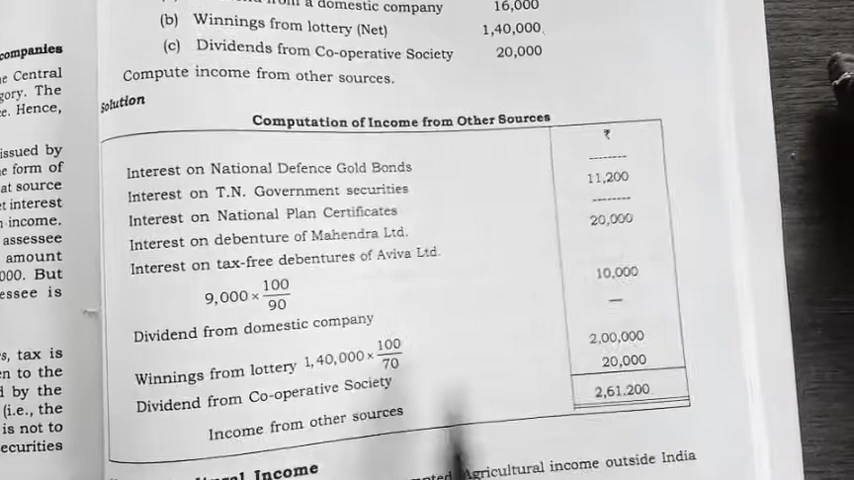 a domestic company 16,000
(b) Winnings from lottery (Net) 1,40,000
(c) Dividends from Co-operative Society 20,000
Compute income from other sources.
Solution
Computation of Income from Other Sources
₹
Interest on National Defence Gold Bonds --------
Interest on T.N. Government securities 11,200
Interest on National Plan Certificates --------
Interest on debenture of Mahendra Ltd. 20,000
Interest on tax-free debentures of Aviva Ltd.
9,000 × 100/90 10,000
Dividend from domestic company —
Winnings from lottery 1,40,000 × 100/70 2,00,000
Dividend from Co-operative Society 20,000
Income from other sources 2,61.200
Income
Agricultural income outside India
companies
Central
The
Hence,
issued by
form of
at source
interest
income.
assessee
amount
000. But
essee is
tax is
to the
by the
(i.e., the
is not to
ecurities